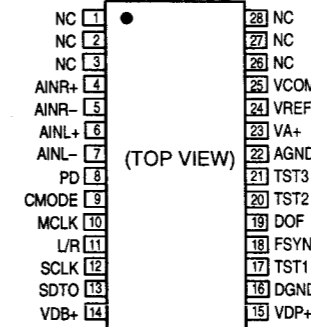 NC 1 28 NC
NC 2 27 NC
NC 3 26 NC
AINR+ 4 25 VCOM
AINR− 5 24 VREF
AINL+ 6 23 VA+
AINL− 7 (TOP VIEW) 22 AGND
PD 8 21 TST3
CMODE 9 20 TST2
MCLK 10 19 DOF
L/R 11 18 FSYN
SCLK 12 17 TST1
SDTO 13 16 DGND
VDB+ 14 15 VDP+